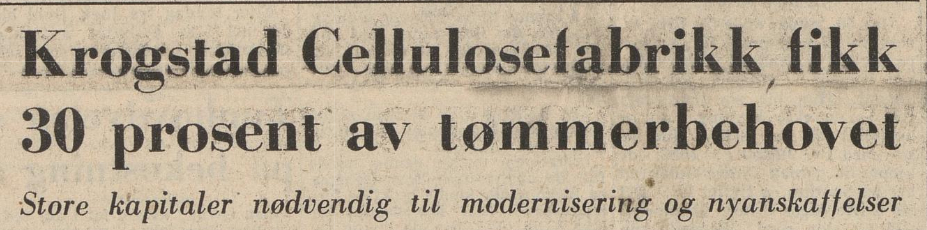 Krogstad Cellulosefabrikk fikk
30 prosent av tømmerbehovet
Store kapitaler nødvendig til modernisering og nyanskaffelser